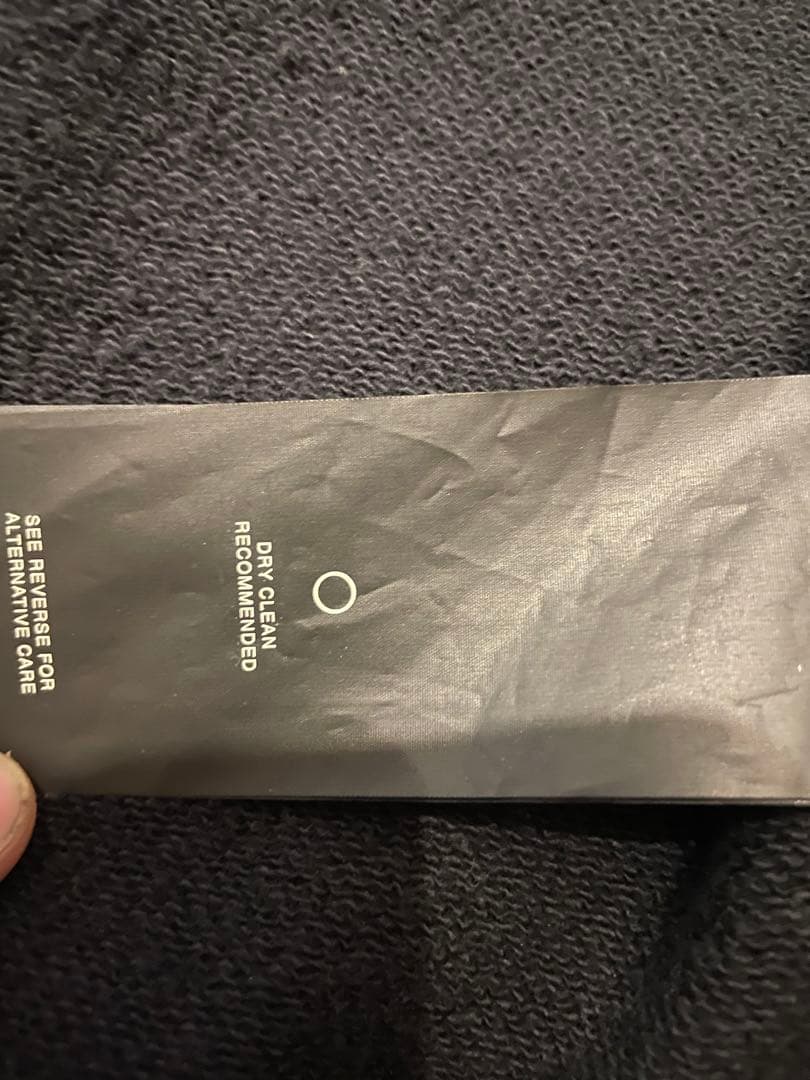 DRY CLEAN
RECOMMENDED
SEE REVERSE FOR
ALTERNATIVE CARE